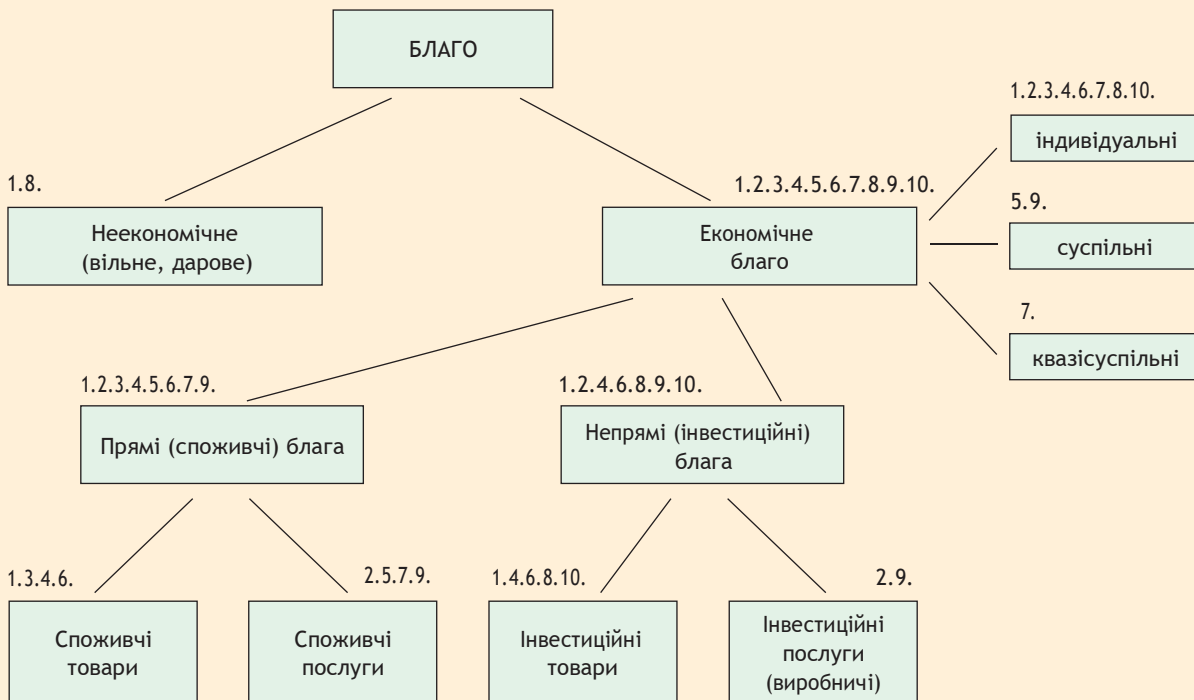 БЛАГО
1.2.3.4.6.7.8.10.
індивідуальні
1.8.
1.2.3.4.5.6.7.8.9.10.
5.9.
Неекономічне
(вільне, дарове)
Економічне
благо
суспільні
7.
квазісуспільні
1.2.3.4.5.6.7.9.
1.2.4.6.8.9.10.
Прямі (споживчі) блага
Непрямі (інвестиційні)
блага
1.3.4.6.
2.5.7.9.
1.4.6.8.10.
2.9.
Споживчі
товари
Споживчі
послуги
Інвестиційні
товари
Інвестиційні
послуги
(виробничі)